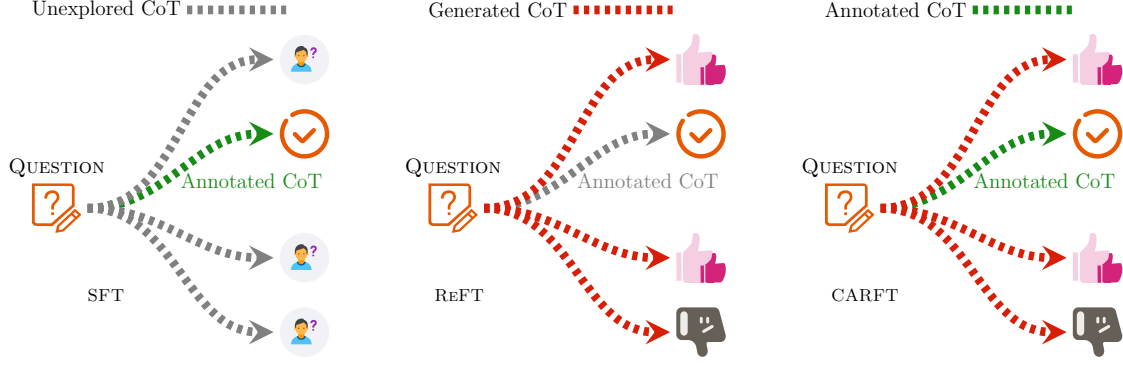 Unexplored CoT
Generated CoT
Annotated CoT
QUESTION
Annotated CoT
SFT
QUESTION
Annotated CoT
REFT
QUESTION
Annotated CoT
CARFT